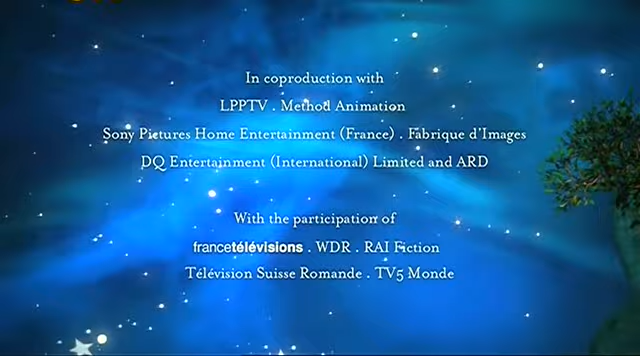 In coproduction with
LPPTV . Method Animation
Sony Pictures Home Entertainment (France) . Fabrique d'Images
DQ Entertainment (International) Limited and ARD
With the participation of
francetélévisions . WDR . RAI Fiction
Télévision Suisse Romande . TV5 Monde